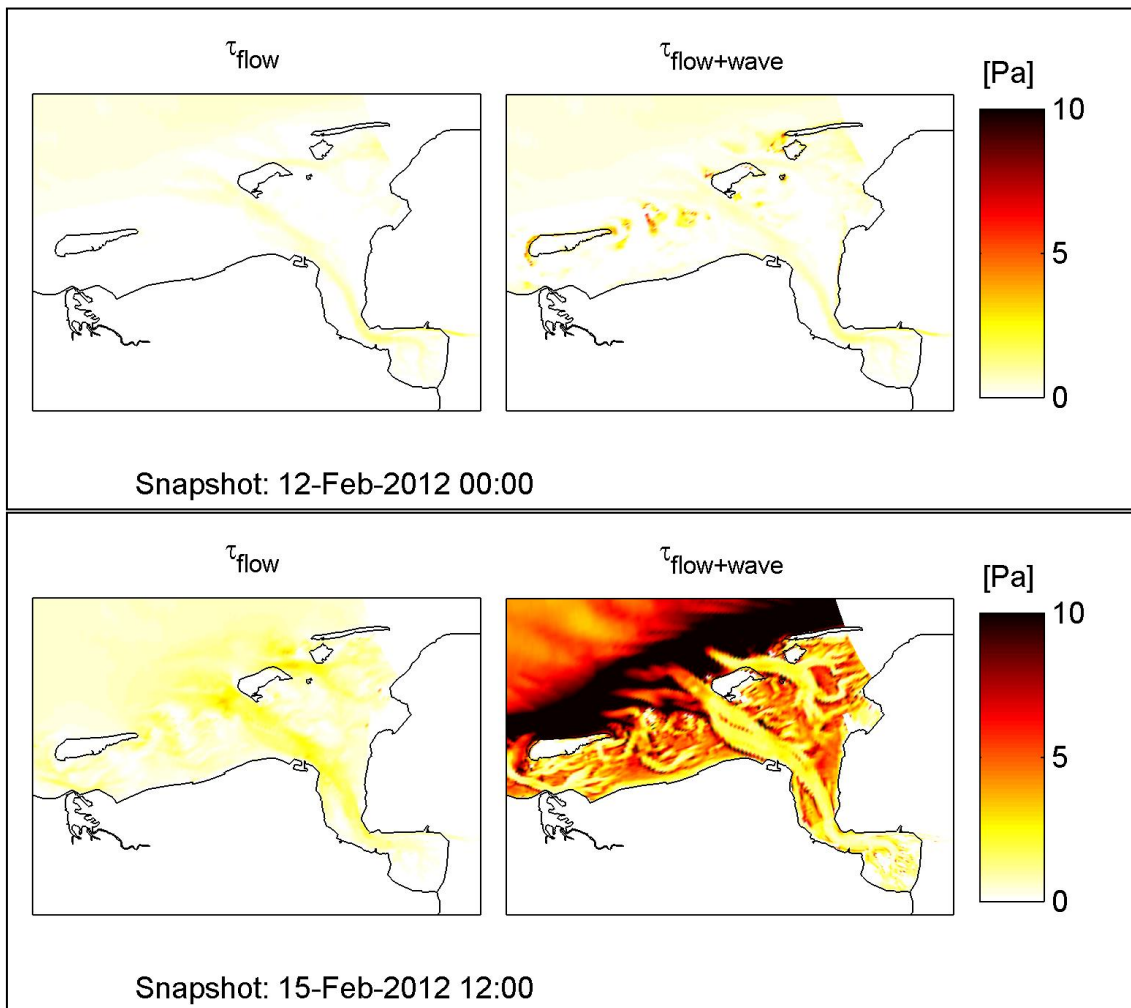 τflow
τflow+wave
[Pa]
10
5
0
Snapshot: 12-Feb-2012 00:00
τflow
τflow+wave
[Pa]
10
5
0
Snapshot: 15-Feb-2012 12:00